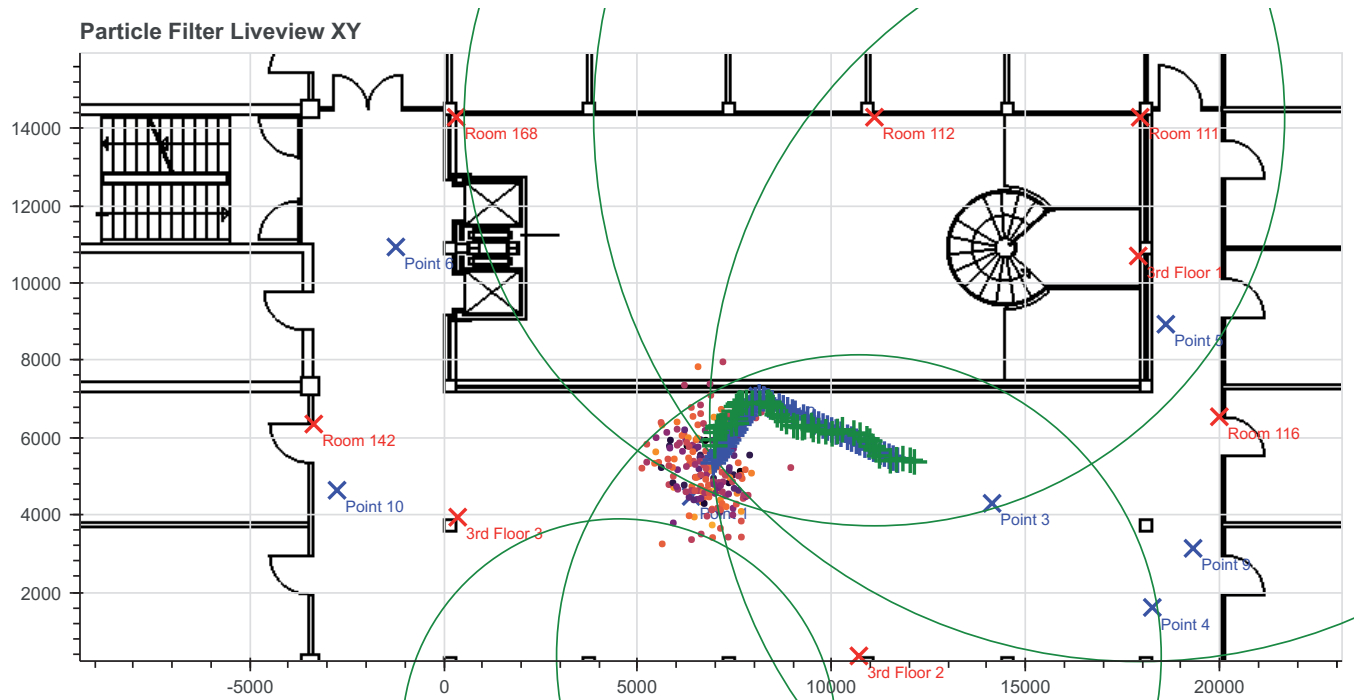 Particle Filter Liveview XY
14000
12000
10000
8000
6000
4000
2000
Room 168
Room 112
Room 111
Point 6
3rd Floor 1
Point 5
Room 142
Room 116
Point 10
Point 1
Point 3
3rd Floor 3
Point 9
Point 4
3rd Floor 2
-5000
0
5000
10000
15000
20000